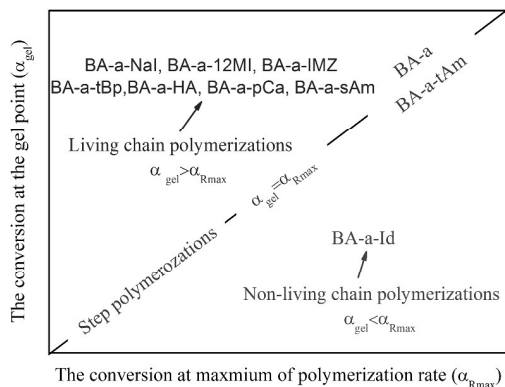 The conversion at the gel point (αgel)
BA-a-NaI, BA-a-12MI, BA-a-IMZ
BA-a-tBp,BA-a-HA, BA-a-pCa, BA-a-sAm
BA-a
BA-a-tAm
Living chain polymerizations
αgel>αRmax
αgel=αRmax
Step polymerozations
BA-a-Id
Non-living chain polymerizations
αgel<αRmax
The conversion at maxmium of polymerization rate (αRmax)